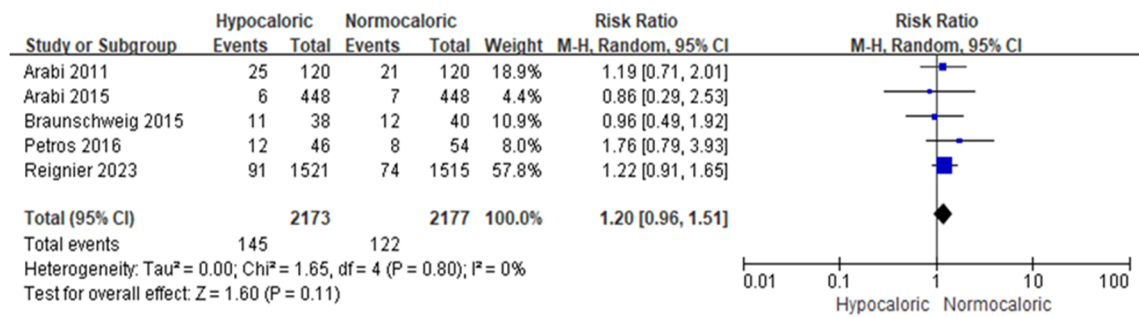 Hypocaloric Normocaloric Risk Ratio Risk Ratio
Study or Subgroup Events Total Events Total Weight M-H, Random, 95% CI M-H, Random, 95% CI
Arabi 2011 25 120 21 120 18.9% 1.19 [0.71, 2.01]
Arabi 2015 6 448 7 448 4.4% 0.86 [0.29, 2.53]
Braunschweig 2015 11 38 12 40 10.9% 0.96 [0.49, 1.92]
Petros 2016 12 46 8 54 8.0% 1.76 [0.79, 3.93]
Reignier 2023 91 1521 74 1515 57.8% 1.22 [0.91, 1.65]
Total (95% CI) 2173 2177 100.0% 1.20 [0.96, 1.51]
Total events 145 122
Heterogeneity: Tau² = 0.00; Chi² = 1.65, df = 4 (P = 0.80); I² = 0%
Test for overall effect: Z = 1.60 (P = 0.11)
0.01 0.1 1 10 100
Hypocaloric Normocaloric